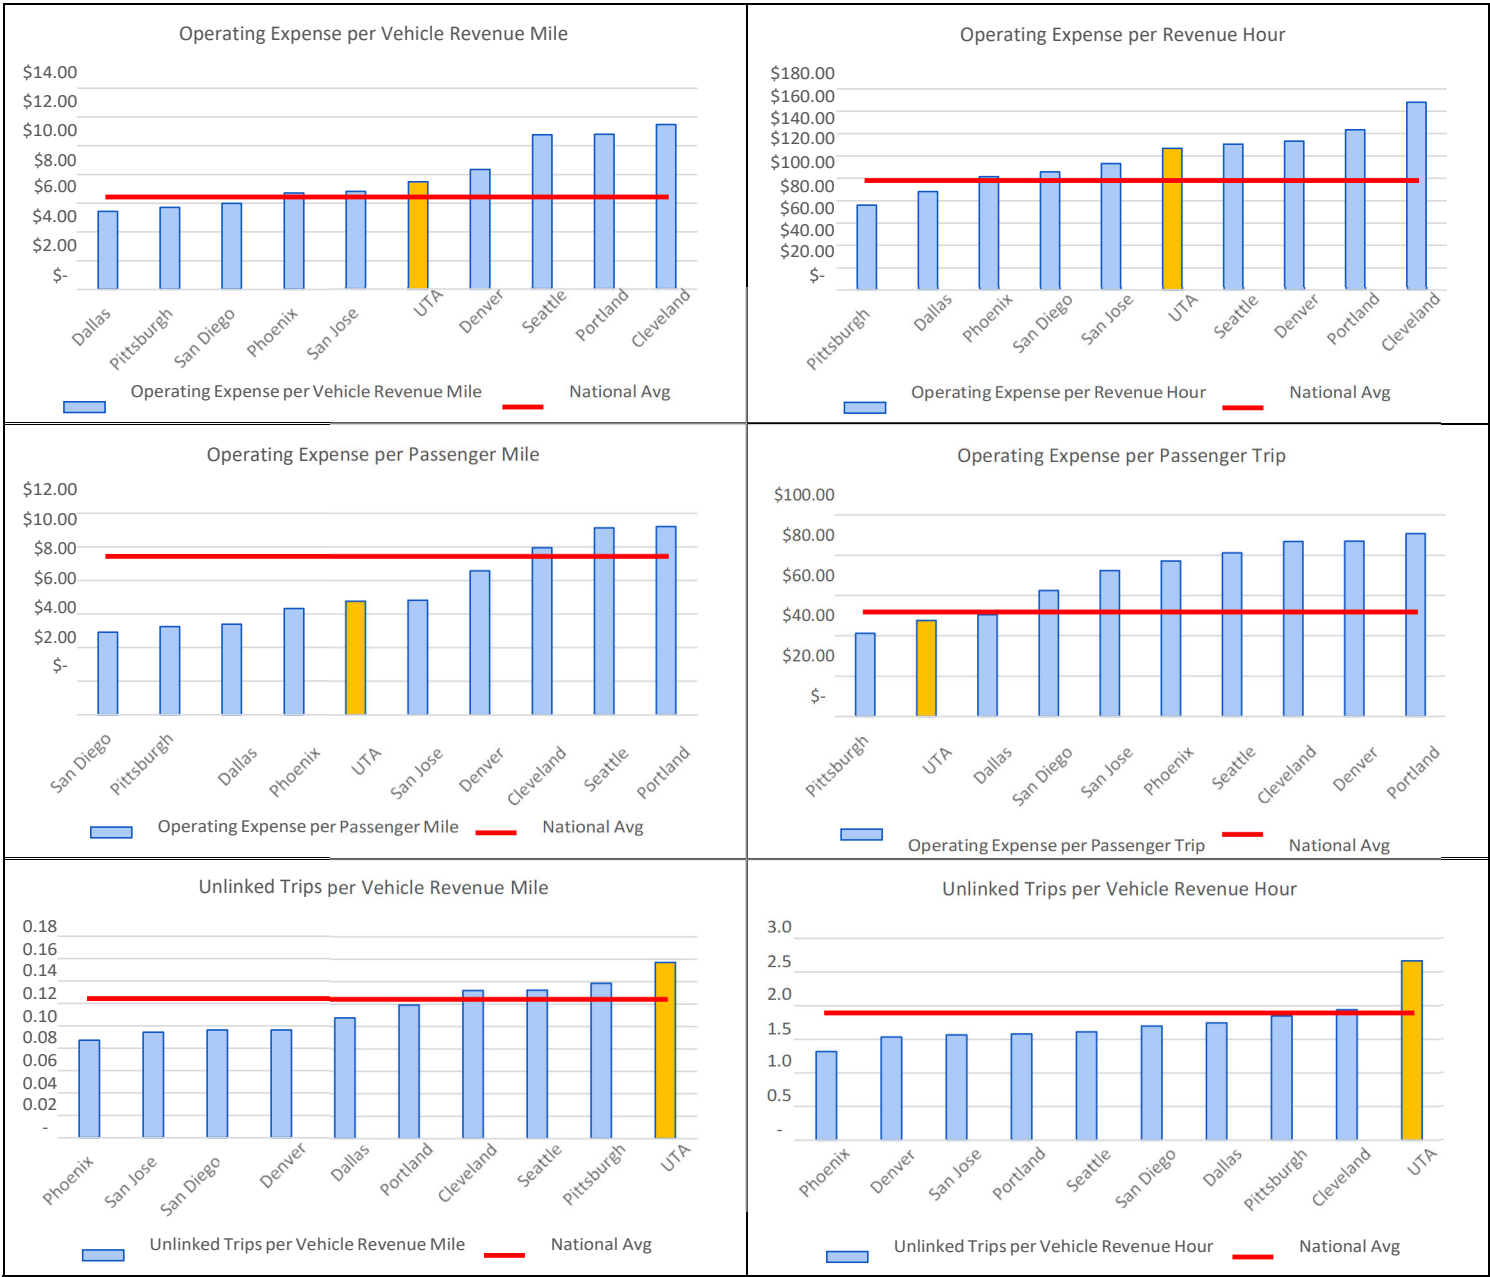 Operating Expense per Vehicle Revenue Mile
$14.00
$12.00
$10.00
$8.00
$6.00
$4.00
$2.00
$-
Dallas
Pittsburgh
San Diego
Phoenix
San Jose
UTA
Denver
Seattle
Portland
Cleveland
Operating Expense per Vehicle Revenue Mile
National Avg
Operating Expense per Revenue Hour
$180.00
$160.00
$140.00
$120.00
$100.00
$80.00
$60.00
$40.00
$20.00
$-
Pittsburgh
Dallas
Phoenix
San Diego
San Jose
UTA
Seattle
Denver
Portland
Cleveland
Operating Expense per Revenue Hour
National Avg
Operating Expense per Passenger Mile
$12.00
$10.00
$8.00
$6.00
$4.00
$2.00
$-
San Diego
Pittsburgh
Dallas
Phoenix
UTA
San Jose
Denver
Cleveland
Seattle
Portland
Operating Expense per Passenger Mile
National Avg
Operating Expense per Passenger Trip
$100.00
$80.00
$60.00
$40.00
$20.00
$-
Pittsburgh
UTA
Dallas
San Diego
San Jose
Phoenix
Seattle
Cleveland
Denver
Portland
Operating Expense per Passenger Trip
National Avg
Unlinked Trips per Vehicle Revenue Mile
0.18
0.16
0.14
0.12
0.10
0.08
0.06
0.04
0.02
-
Phoenix
San Jose
San Diego
Denver
Dallas
Portland
Cleveland
Seattle
Pittsburgh
UTA
Unlinked Trips per Vehicle Revenue Mile
National Avg
Unlinked Trips per Vehicle Revenue Hour
3.0
2.5
2.0
1.5
1.0
0.5
-
Phoenix
Denver
San Jose
Portland
Seattle
San Diego
Dallas
Pittsburgh
Cleveland
UTA
Unlinked Trips per Vehicle Revenue Hour
National Avg